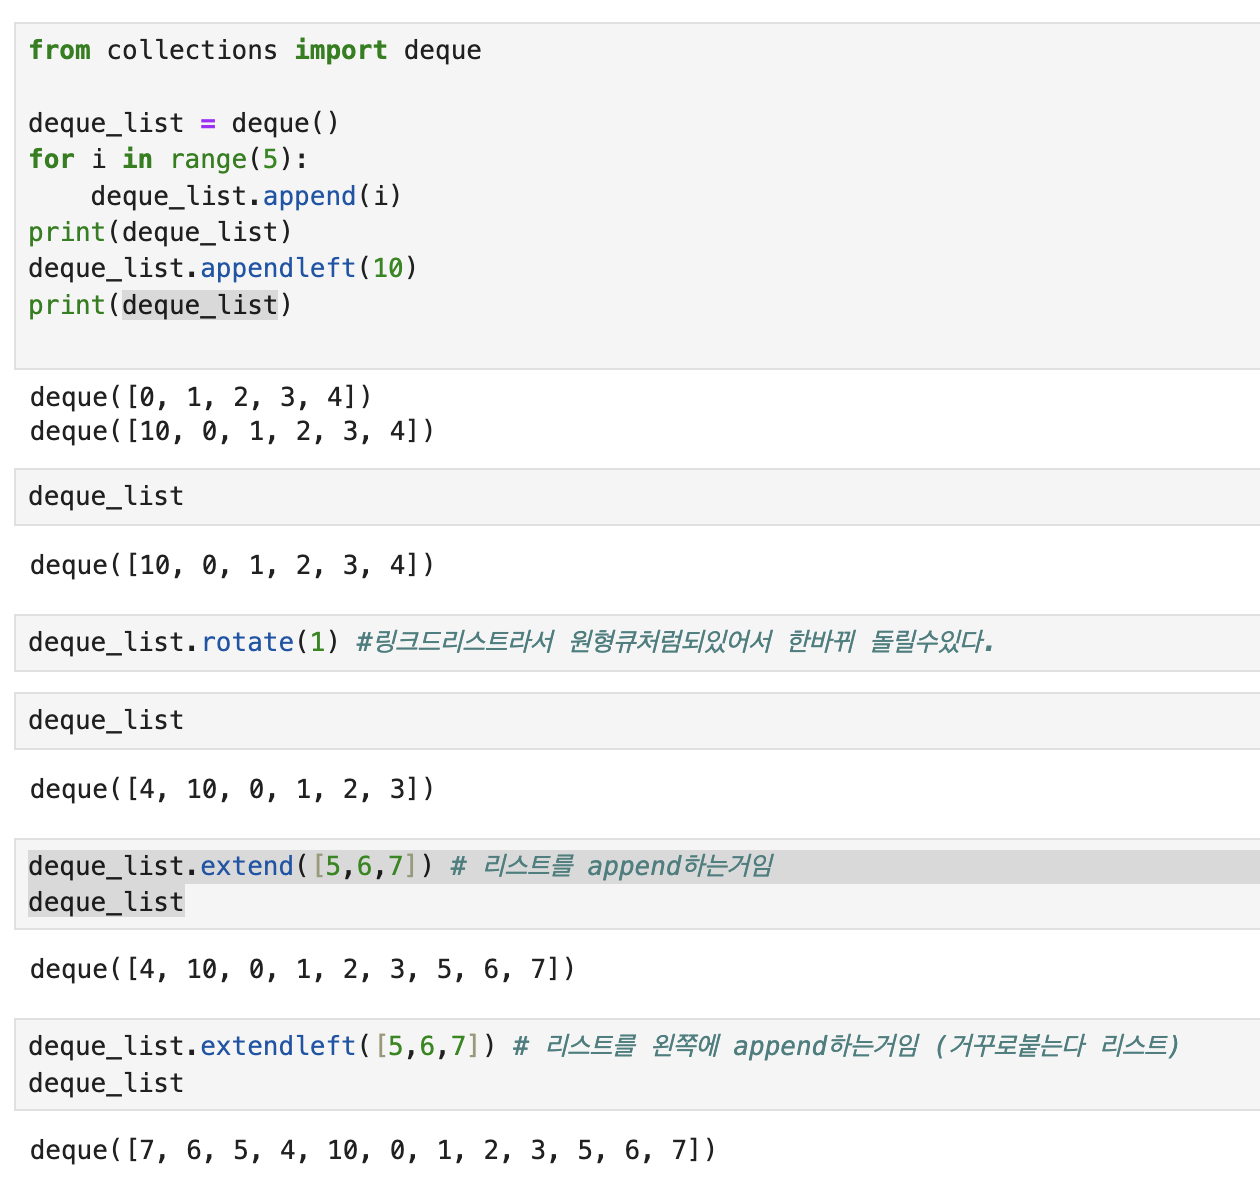 from collections import deque
deque_list = deque()
for i in range(5):
    deque_list.append(i)
print(deque_list)
deque_list.appendleft(10)
print(deque_list)
deque([0, 1, 2, 3, 4])
deque([10, 0, 1, 2, 3, 4])
deque_list
deque([10, 0, 1, 2, 3, 4])
deque_list.rotate(1) #링크드리스트라서 원형큐처럼되있어서 한바퀴 돌릴수있다.
deque_list
deque([4, 10, 0, 1, 2, 3])
deque_list.extend([5,6,7]) # 리스트를 append하는거임
deque_list
deque([4, 10, 0, 1, 2, 3, 5, 6, 7])
deque_list.extendleft([5,6,7]) # 리스트를 왼쪽에 append하는거임 (거꾸로붙는다 리스트)
deque_list
deque([7, 6, 5, 4, 10, 0, 1, 2, 3, 5, 6, 7])